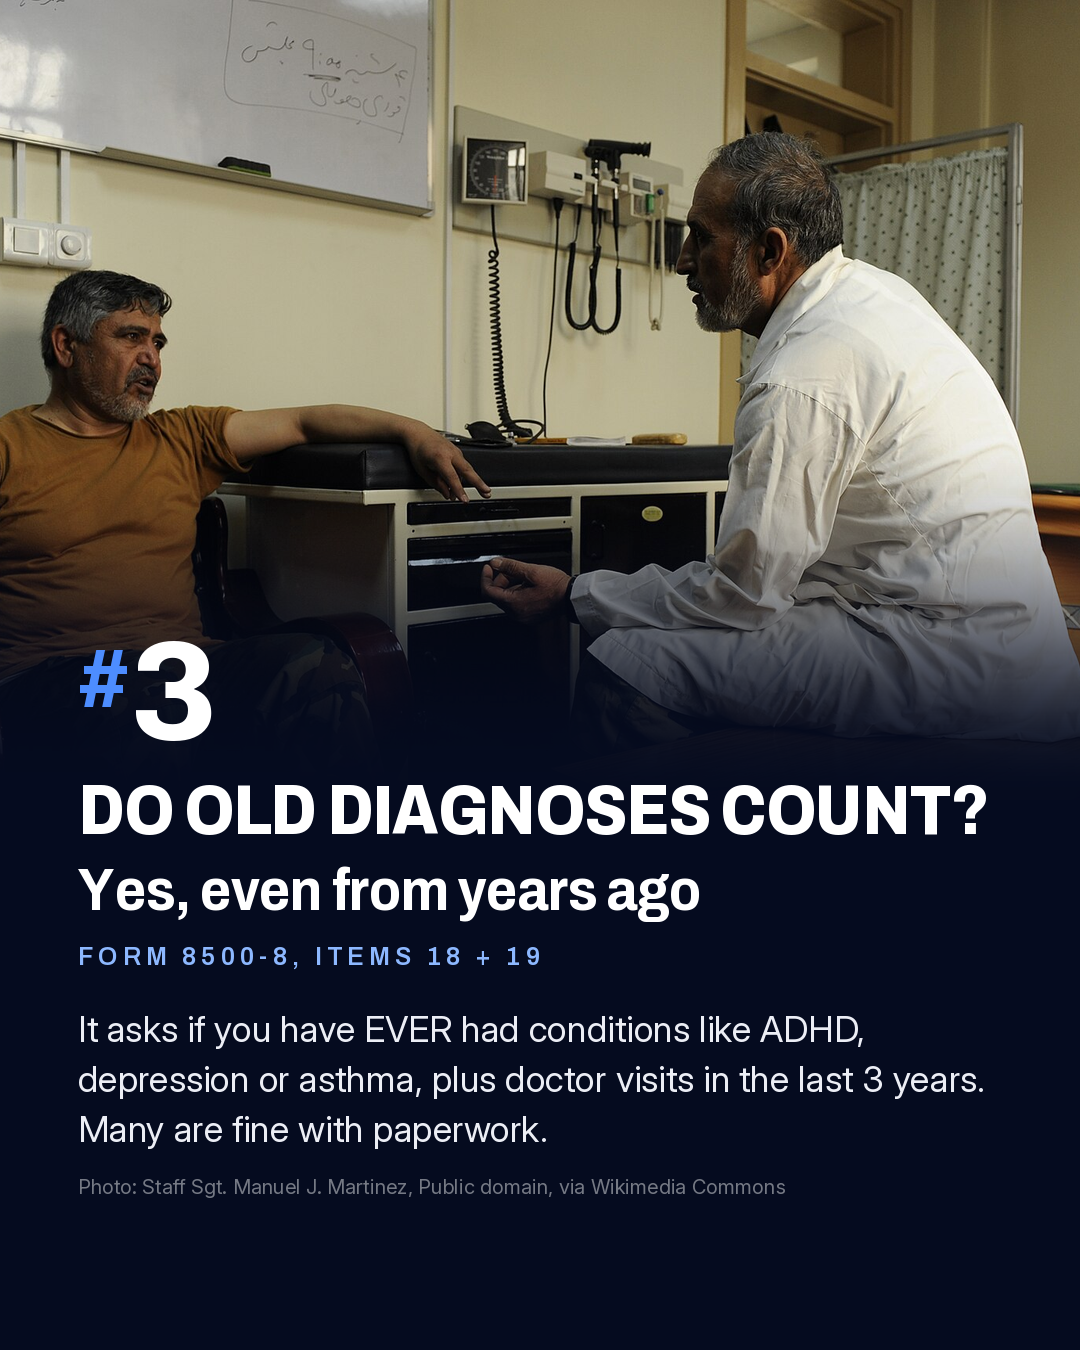 ۹:۰۰
#3
DO OLD DIAGNOSES COUNT?
Yes, even from years ago
FORM 8500-8, ITEMS 18 + 19
It asks if you have EVER had conditions like ADHD,
depression or asthma, plus doctor visits in the last 3 years.
Many are fine with paperwork.
Photo: Staff Sgt. Manuel J. Martinez, Public domain, via Wikimedia Commons